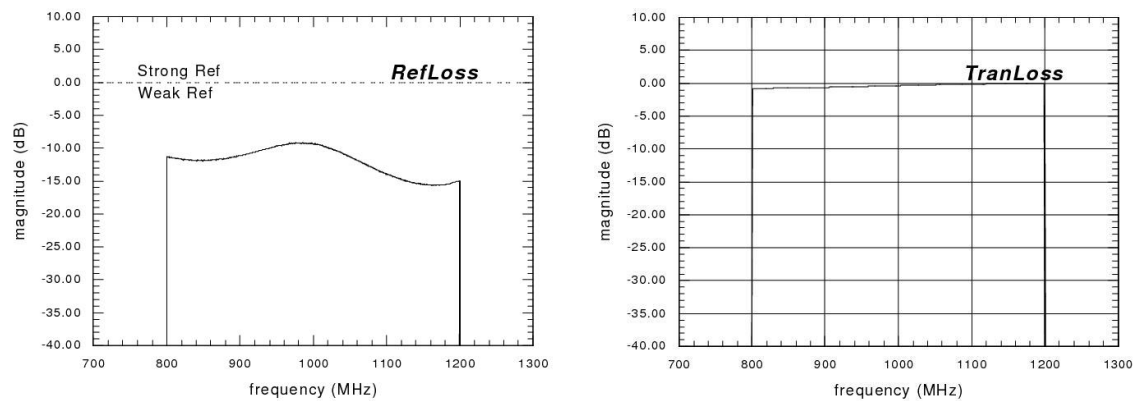 10.00
5.00
0.00
-5.00
-10.00
-15.00
-20.00
-25.00
-30.00
-35.00
-40.00
magnitude (dB)
Strong Ref
Weak Ref
RefLoss
700 800 900 1000 1100 1200 1300
frequency (MHz)
10.00
5.00
0.00
-5.00
-10.00
-15.00
-20.00
-25.00
-30.00
-35.00
-40.00
magnitude (dB)
TranLoss
700 800 900 1000 1100 1200 1300
frequency (MHz)